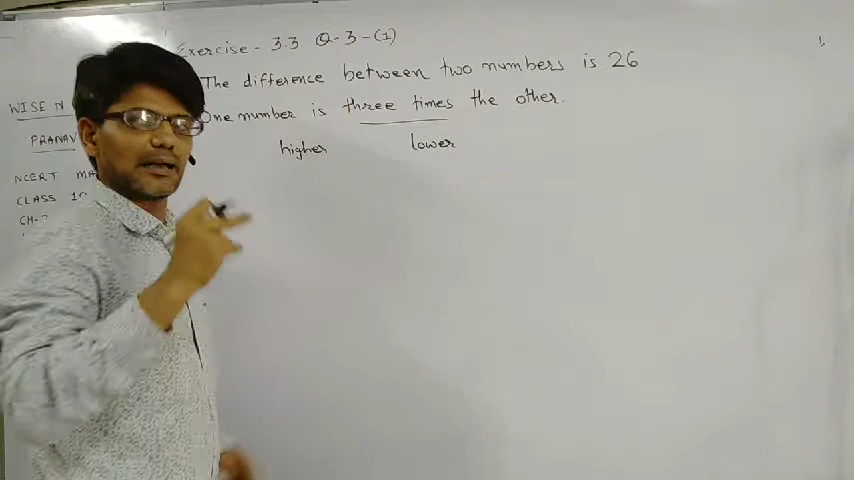 Exercise - 3.3 Q-3-(1)
The difference between two numbers is 26
One number is three times the other.
higher lower
WISE N
PRANAV
NCERT
CLASS 10
CH-3